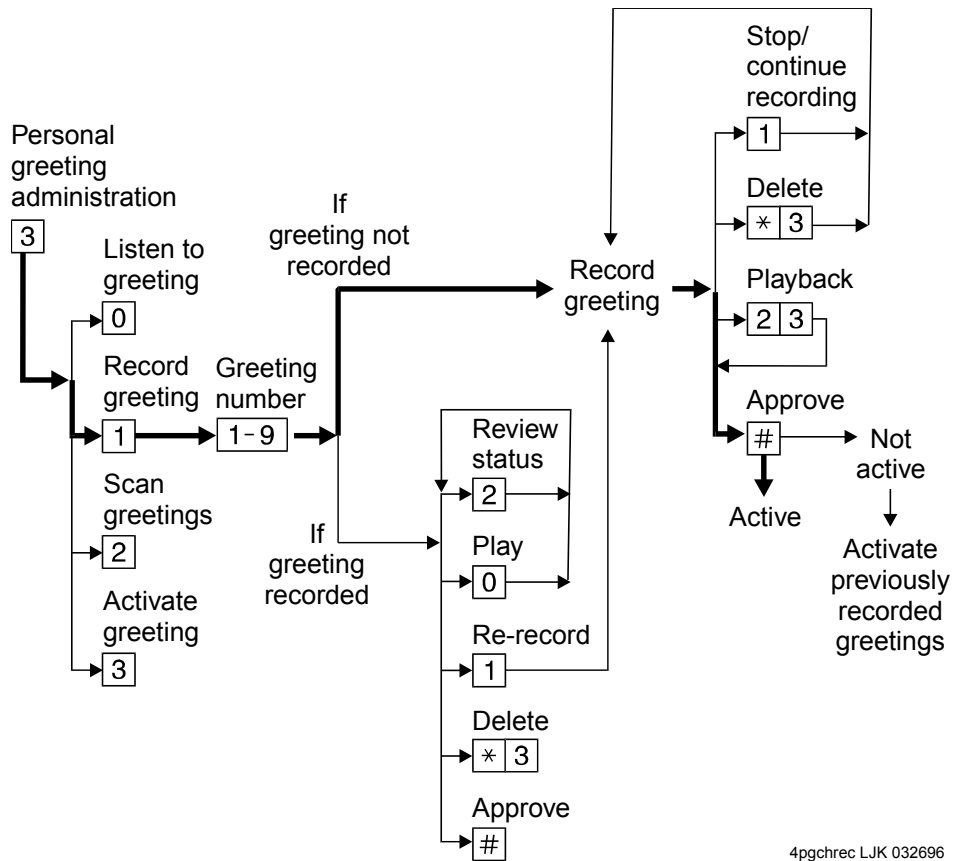 Personal
greeting
administration
3
Listen to
greeting
0
Record
greeting
1
Scan
greetings
2
Activate
greeting
3
Greeting
number
1-9
If
greeting not
recorded
If
greeting
recorded
Review
status
2
Play
0
Re-record
1
Delete
* 3
Approve
#
Record
greeting
Stop/
continue
recording
1
Delete
* 3
Playback
2 3
Approve
#
Active
Not
active
Activate
previously
recorded
greetings
4pgchrec LJK 032696